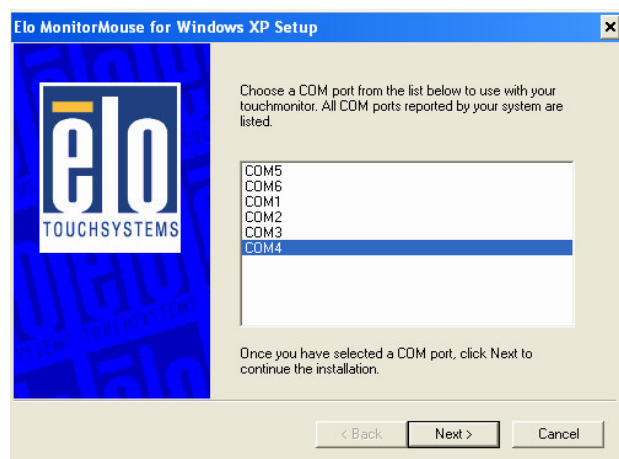 Elo MonitorMouse for Windows XP Setup
Choose a COM port from the list below to use with your
touchmonitor. All COM ports reported by your system are
listed.
elo
TOUCHSYSTEMS
COM5
COM6
COM1
COM2
COM3
COM4
Once you have selected a COM port, click Next to
continue the installation.
< Back
Next >
Cancel